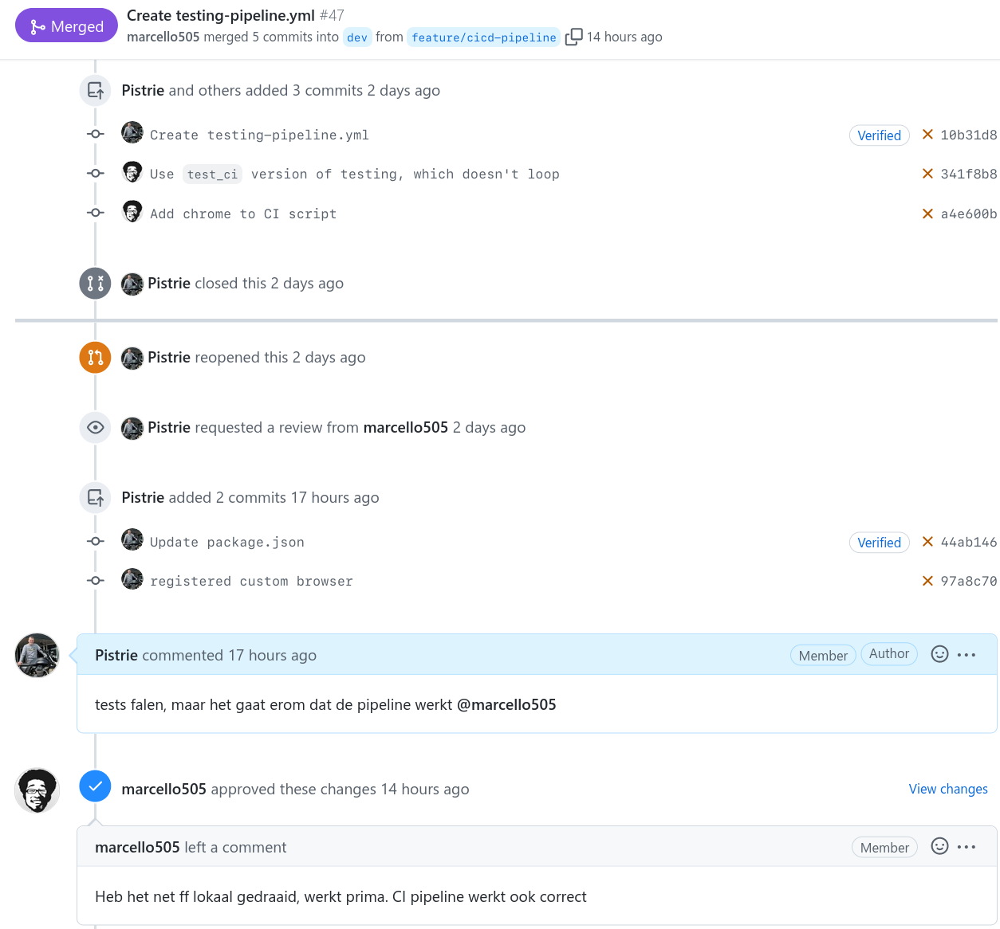 Merged
Create testing-pipeline.yml #47
marcello505 merged 5 commits into dev from feature/cicd-pipeline 14 hours ago
Pistrie and others added 3 commits 2 days ago
Create testing-pipeline.yml Verified 10b31d8
Use test_ci version of testing, which doesn't loop 341f8b8
Add chrome to CI script a4e600b
Pistrie closed this 2 days ago
Pistrie reopened this 2 days ago
Pistrie requested a review from marcello505 2 days ago
Pistrie added 2 commits 17 hours ago
Update package.json Verified 44ab146
registered custom browser 97a8c70
Pistrie commented 17 hours ago Member Author
tests falen, maar het gaat erom dat de pipeline werkt @marcello505
marcello505 approved these changes 14 hours ago View changes
marcello505 left a comment Member
Heb het net ff lokaal gedraaid, werkt prima. CI pipeline werkt ook correct